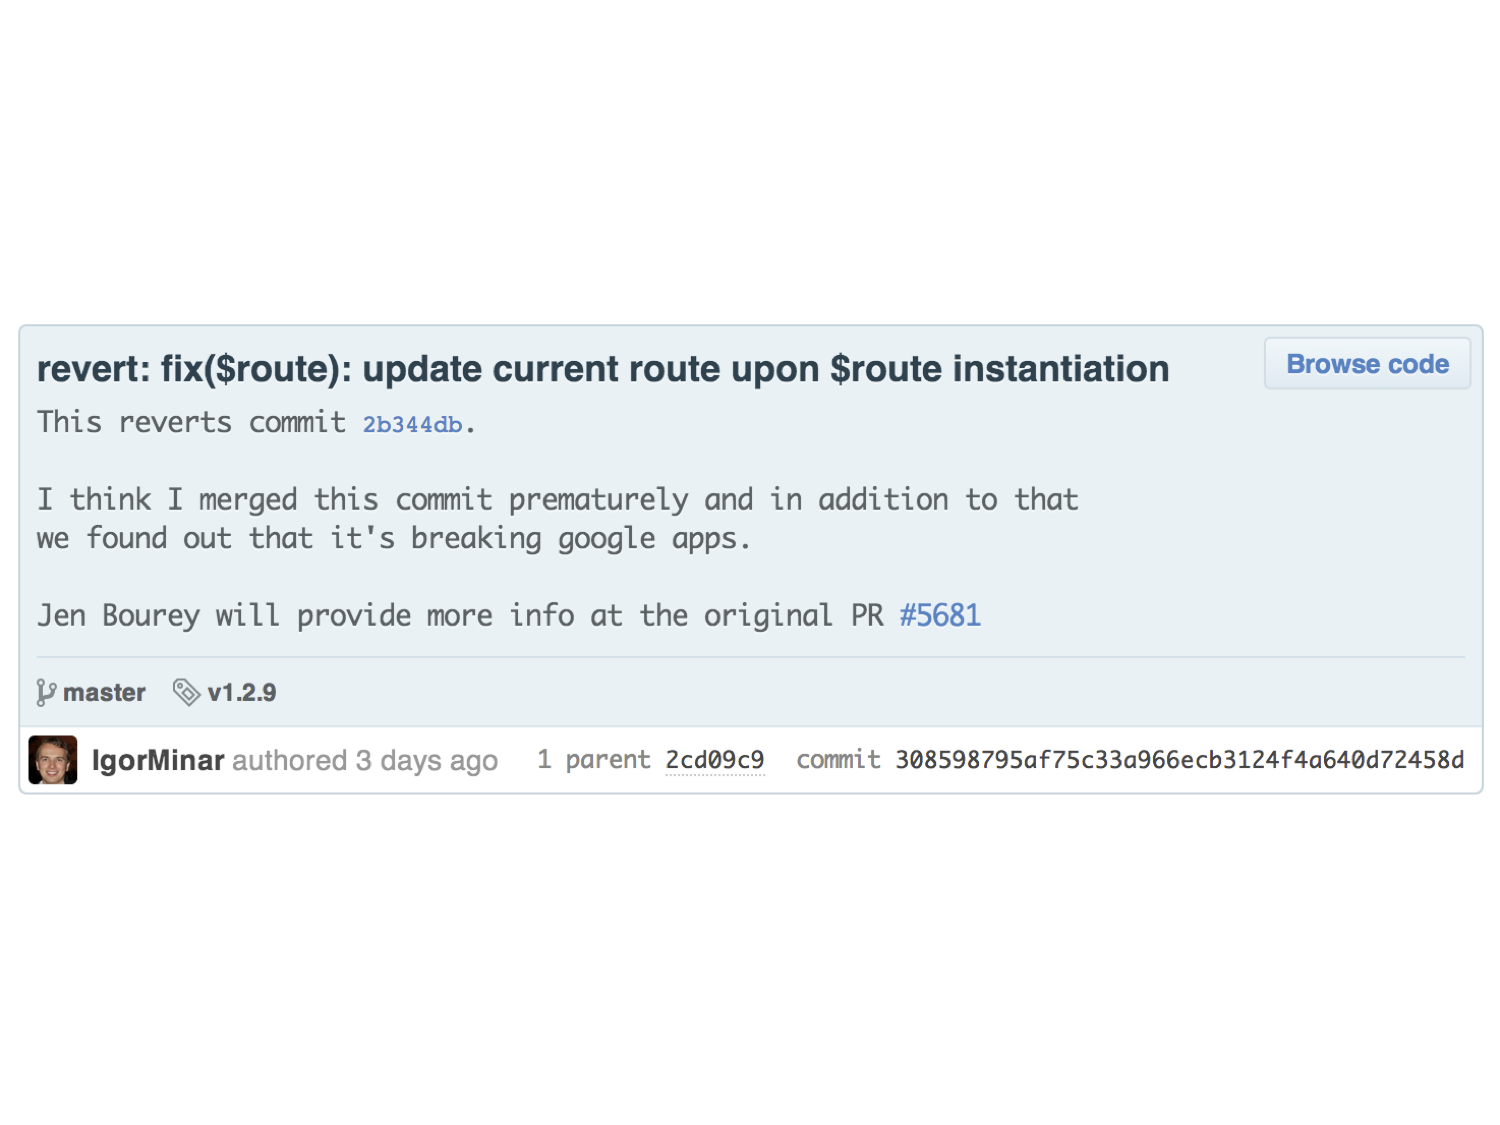 revert: fix($route): update current route upon $route instantiation
Browse code
This reverts commit 2b344db.
I think I merged this commit prematurely and in addition to that
we found out that it's breaking google apps.
Jen Bourey will provide more info at the original PR #5681
master v1.2.9
IgorMinar authored 3 days ago 1 parent 2cd09c9 commit 308598795af75c33a966ecb3124f4a640d72458d